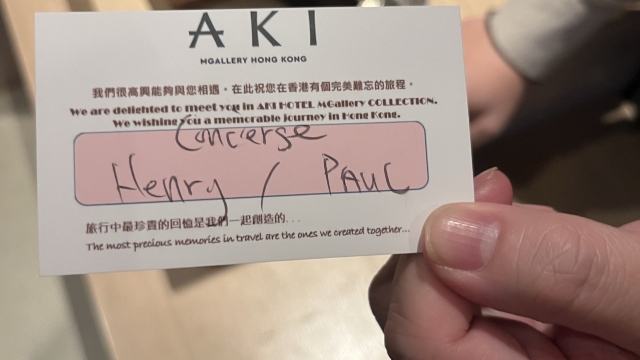 AKI
MGALLERY HONG KONG
我們很高興能夠與您相遇。在此祝您在香港有個完美難忘的旅程。
We are delighted to meet you in AKI HOTEL MGallery COLLECTION.
We wishing you a memorable journey in Hong Kong.
Concierge
Henry / PAUL
旅行中最珍貴的回憶是我們一起創造的...
The most precious memories in travel are the ones we created together...